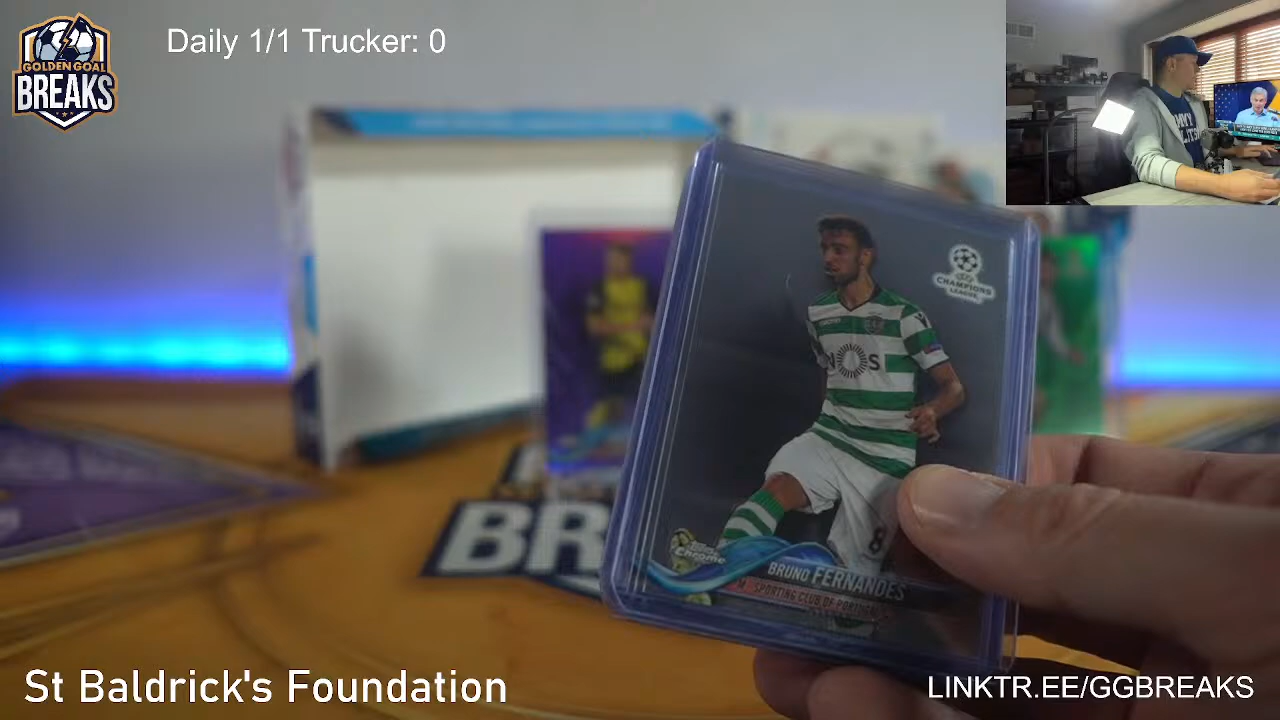 GOLDEN GOAL
BREAKS
Daily 1/1 Trucker: 0
CHAMPIONS
LEAGUE
NOS
8
Topps
Chrome
BRUNO FERNANDES
SPORTING CLUB OF PORTUGAL
BR
St Baldrick's Foundation
LINKTR.EE/GGBREAKS